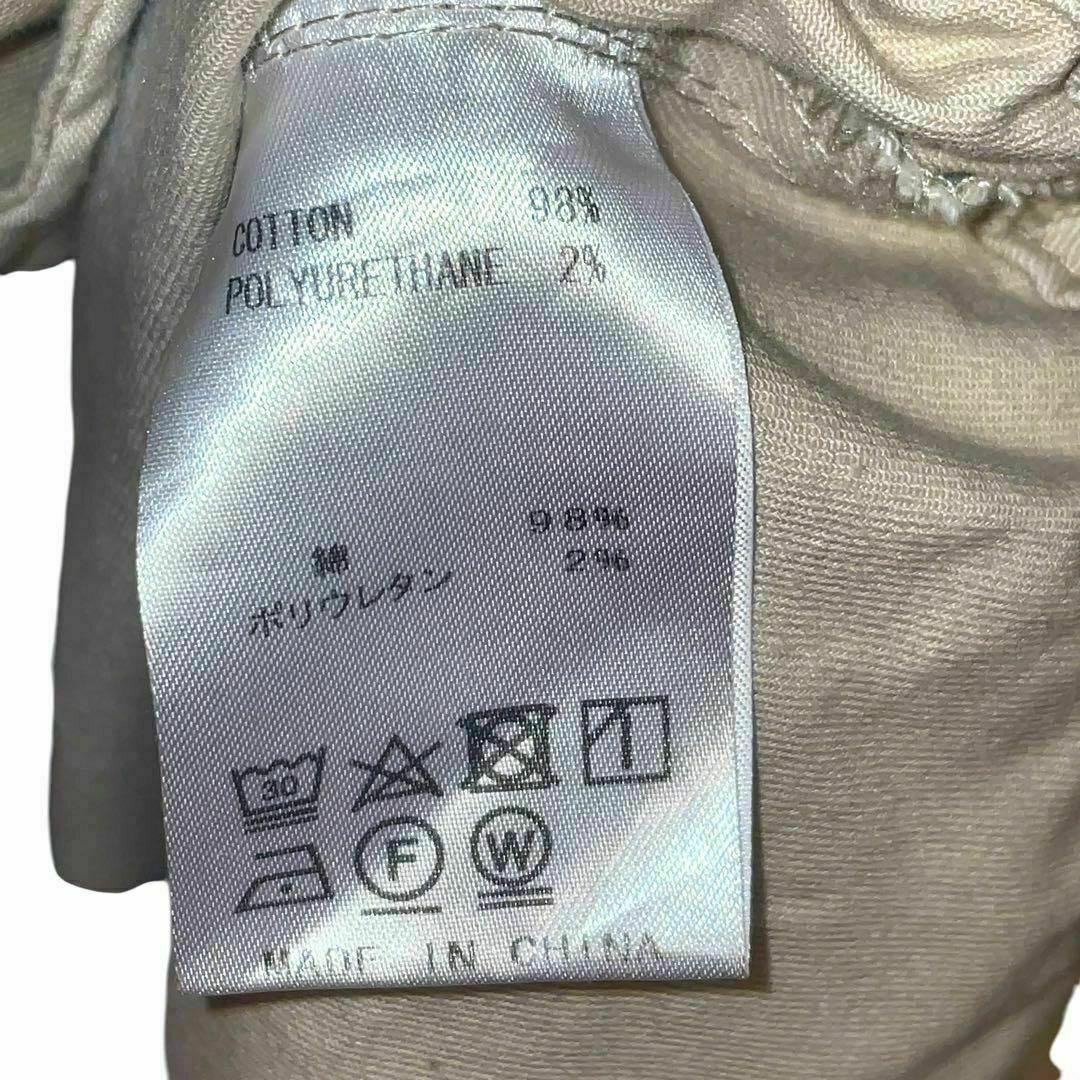 COTTON 98%
POLYURETHANE 2%
綿 98%
ポリウレタン 2%
30
F
W
MADE IN CHINA